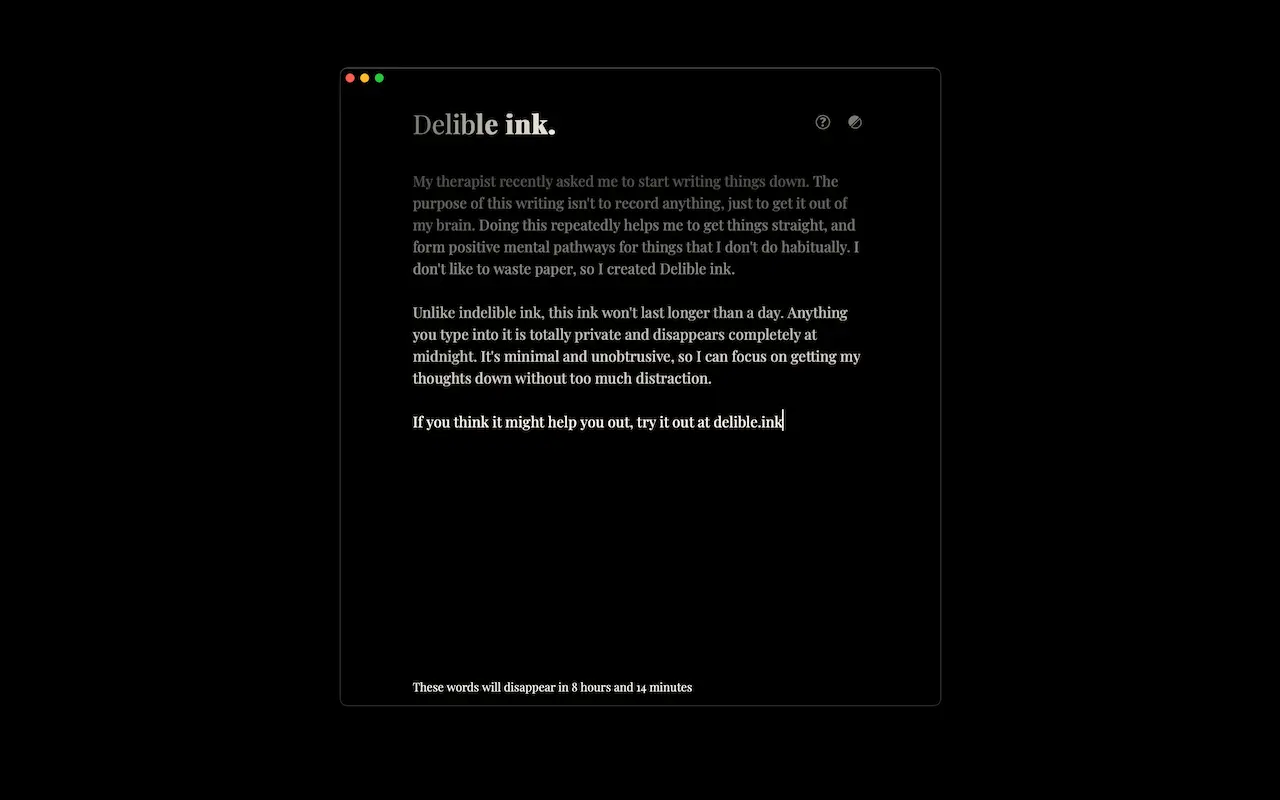 Delible ink.
My therapist recently asked me to start writing things down. The
purpose of this writing isn't to record anything, just to get it out of
my brain. Doing this repeatedly helps me to get things straight, and
form positive mental pathways for things that I don't do habitually. I
don't like to waste paper, so I created Delible ink.
Unlike indelible ink, this ink won't last longer than a day. Anything
you type into it is totally private and disappears completely at
midnight. It's minimal and unobtrusive, so I can focus on getting my
thoughts down without too much distraction.
If you think it might help you out, try it out at delible.ink
These words will disappear in 8 hours and 14 minutes